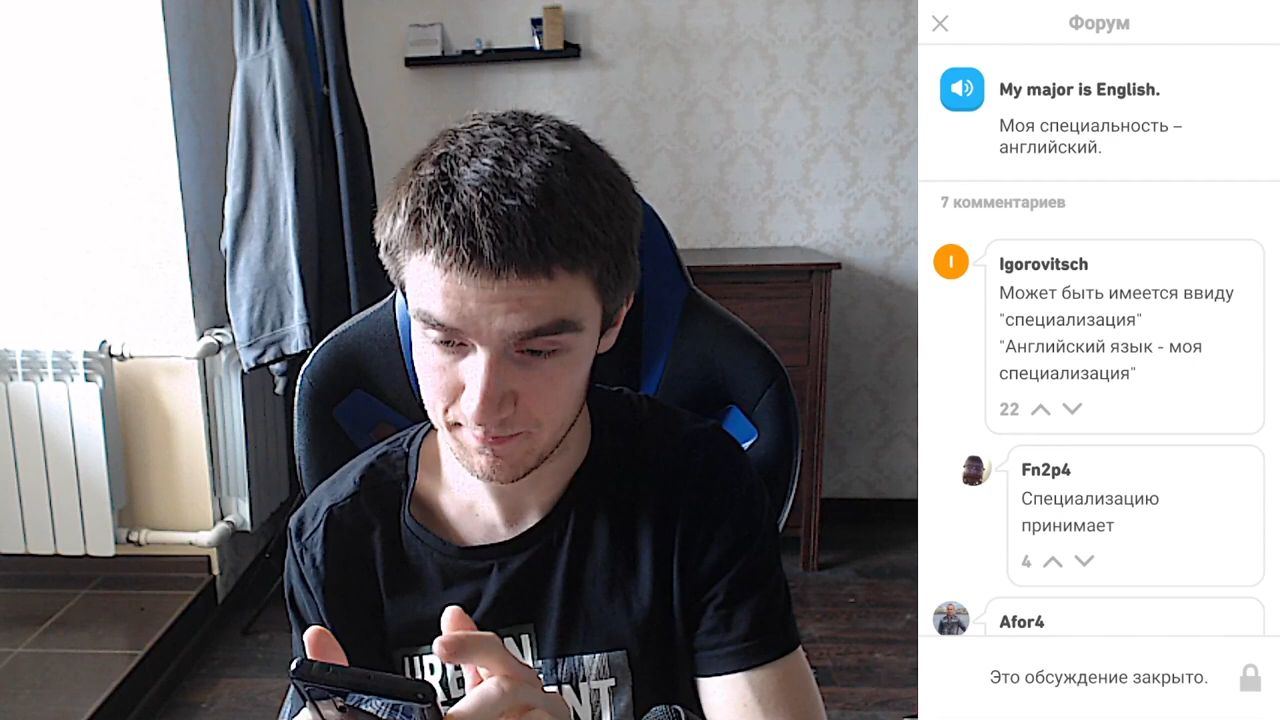 Форум
My major is English.
Моя специальность –
английский.
7 комментариев
I
Igorovitsch
Может быть имеется ввиду
"специализация"
"Английский язык - моя
специализация"
22
Fn2p4
Специализацию
принимает
4
Afor4
Это обсуждение закрыто.